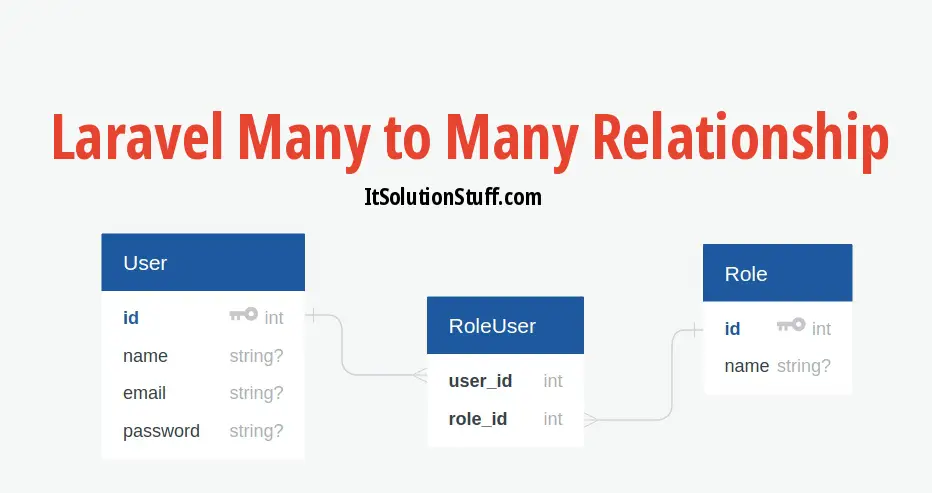 Laravel Many to Many Relationship
ItSolutionStuff.com
User
id int
name string?
email string?
password string?
RoleUser
user_id int
role_id int
Role
id int
name string?